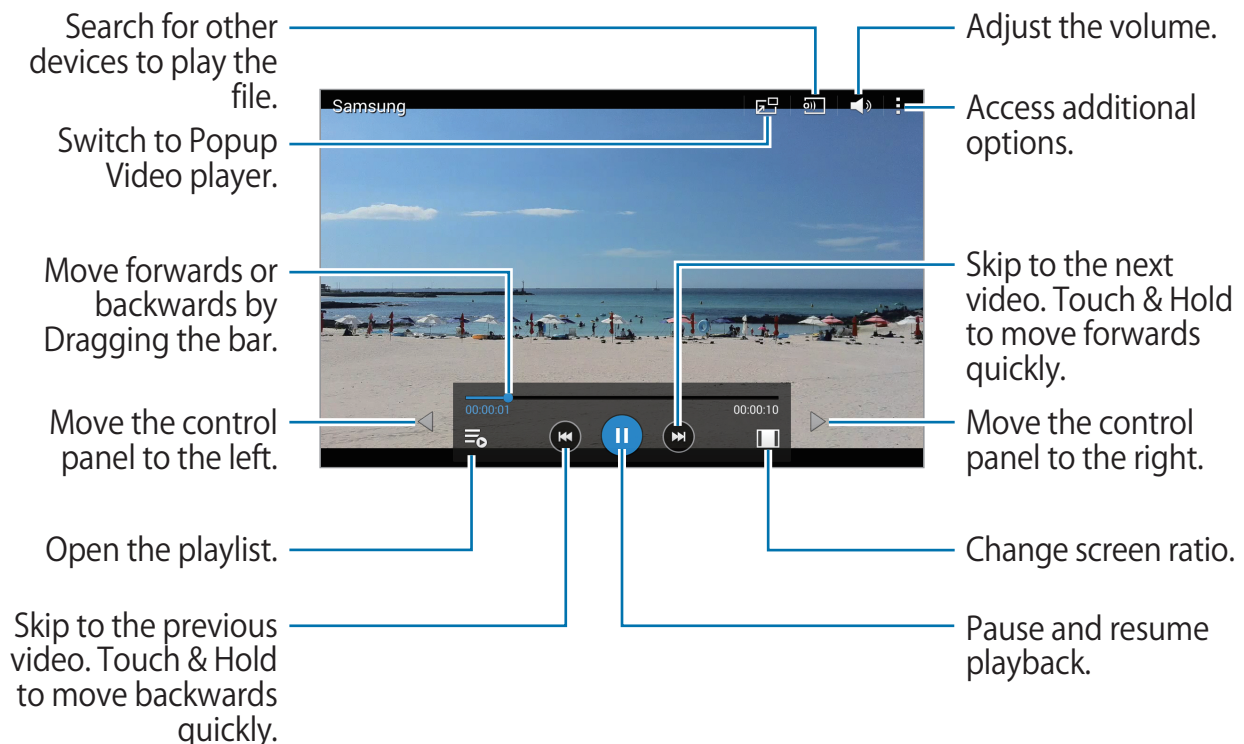 Search for other
devices to play the
file.
Switch to Popup
Video player.
Move forwards or
backwards by
Dragging the bar.
Move the control
panel to the left.
Open the playlist.
Skip to the previous
video. Touch & Hold
to move backwards
quickly.
Samsung
00:00:01
00:00:10
Adjust the volume.
Access additional
options.
Skip to the next
video. Touch & Hold
to move forwards
quickly.
Move the control
panel to the right.
Change screen ratio.
Pause and resume
playback.